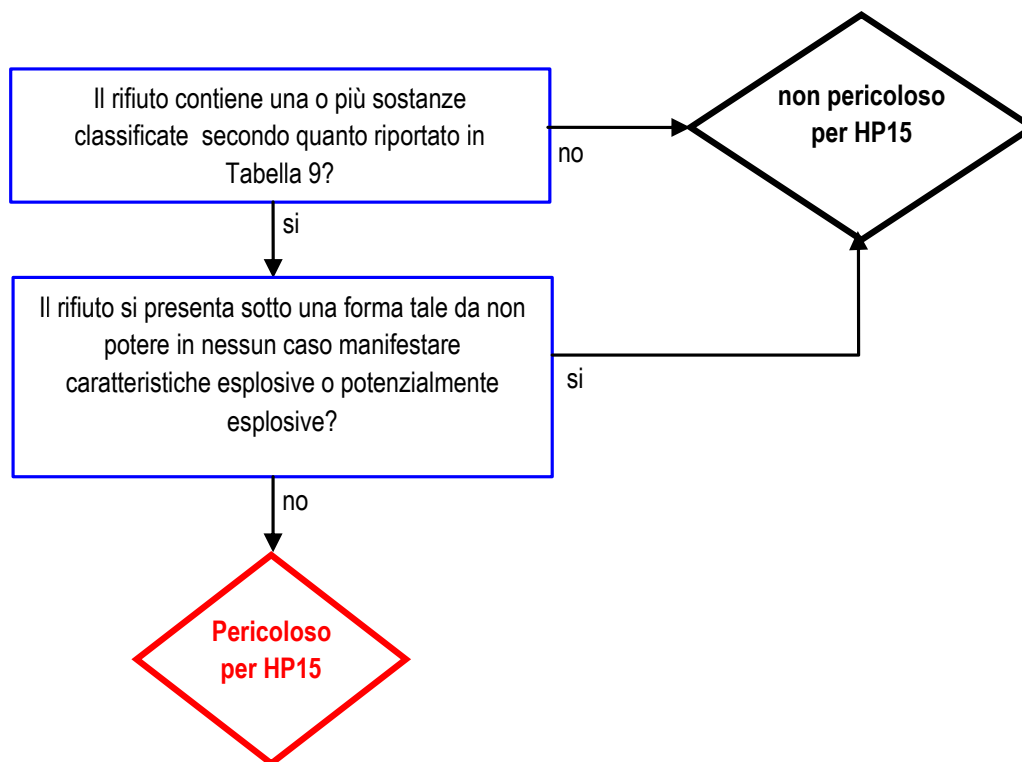 Il rifiuto contiene una o più sostanze
classificate secondo quanto riportato in
Tabella 9?
non pericoloso
per HP15
no
si
Il rifiuto si presenta sotto una forma tale da non
potere in nessun caso manifestare
caratteristiche esplosive o potenzialmente
esplosive?
si
no
Pericoloso
per HP15